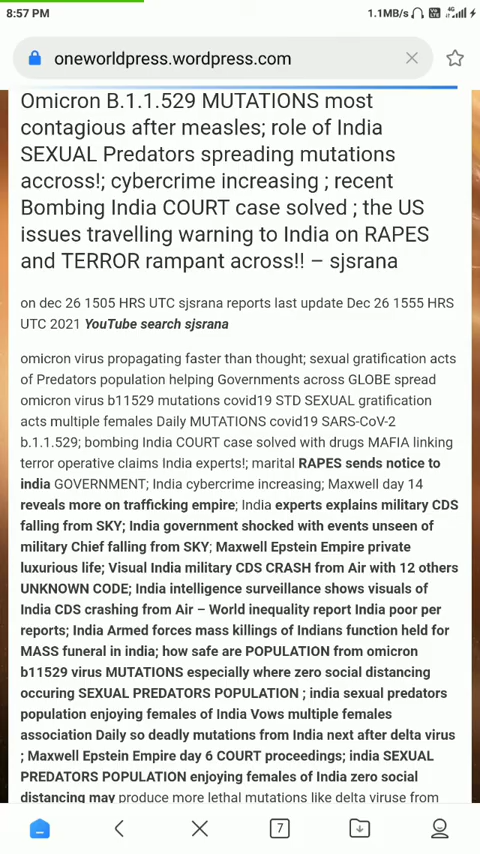 8:57 PM
1.1MB/s
4G
oneworldpress.wordpress.com
Omicron B.1.1.529 MUTATIONS most
contagious after measles; role of India
SEXUAL Predators spreading mutations
accross!; cybercrime increasing ; recent
Bombing India COURT case solved ; the US
issues travelling warning to India on RAPES
and TERROR rampant across!! – sjsrana
on dec 26 1505 HRS UTC sjsrana reports last update Dec 26 1555 HRS
UTC 2021 YouTube search sjsrana
omicron virus propagating faster than thought; sexual gratification acts
of Predators population helping Governments across GLOBE spread
omicron virus b11529 mutations covid19 STD SEXUAL gratification
acts multiple females Daily MUTATIONS covid19 SARS-CoV-2
b.1.1.529; bombing India COURT case solved with drugs MAFIA linking
terror operative claims India experts!; marital RAPES sends notice to
india GOVERNMENT; India cybercrime increasing; Maxwell day 14
reveals more on trafficking empire; India experts explains military CDS
falling from SKY; India government shocked with events unseen of
military Chief falling from SKY; Maxwell Epstein Empire private
luxurious life; Visual India military CDS CRASH from Air with 12 others
UNKNOWN CODE; India intelligence surveillance shows visuals of
India CDS crashing from Air – World inequality report India poor per
reports; India Armed forces mass killings of Indians function held for
MASS funeral in india; how safe are POPULATION from omicron
b11529 virus MUTATIONS especially where zero social distancing
occuring SEXUAL PREDATORS POPULATION ; india sexual predators
population enjoying females of India Vows multiple females
association Daily so deadly mutations from India next after delta virus
; Maxwell Epstein Empire day 6 COURT proceedings; india SEXUAL
PREDATORS POPULATION enjoying females of India zero social
distancing may produce more lethal mutations like delta viruse from
7